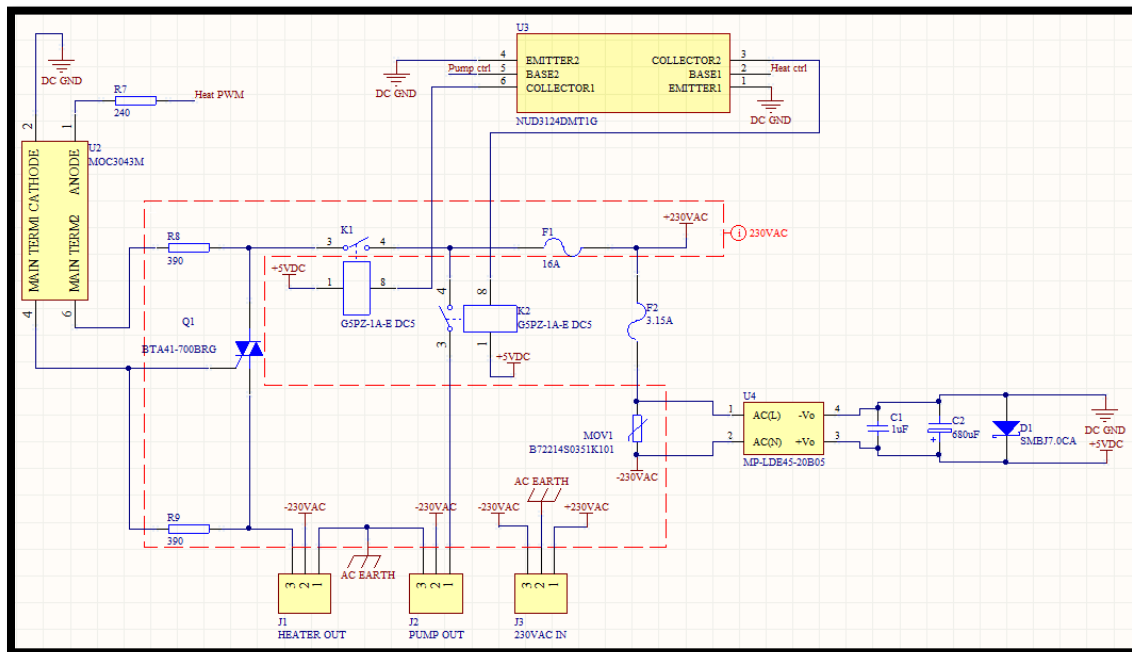 U3
4
EMITTER2
COLLECTOR2
3
Pump ctrl
5
BASE2
BASE1
2
Heat ctrl
6
COLLECTOR1
EMITTER1
1
DC GND
DC GND
DC GND
NUD3124DMT1G
R7
240
Heat PWM
2
1
U2
MOC3043M
MAIN TERM1 CATHODE
MAIN TERM2 ANODE
4
6
R8
390
K1
3
4
+5VDC
1
8
G5PZ-1A-E DC5
F1
16A
+230VAC
230VAC
4
8
K2
G5PZ-1A-E DC5
3
1
+5VDC
F2
3.15A
Q1
BTA41-700BRG
MOV1
B72214S0351K101
-230VAC
U4
1
AC(L)
-Vo
4
2
AC(N)
+Vo
3
MP-LDE45-20B05
C1
1uF
C2
680uF
+
D1
SMBJ7.0CA
DC GND
+5VDC
R9
390
-230VAC
AC EARTH
-230VAC
AC EARTH
-230VAC
+230VAC
3
2
1
3
2
1
3
2
1
J1
HEATER OUT
J2
PUMP OUT
J3
230VAC IN